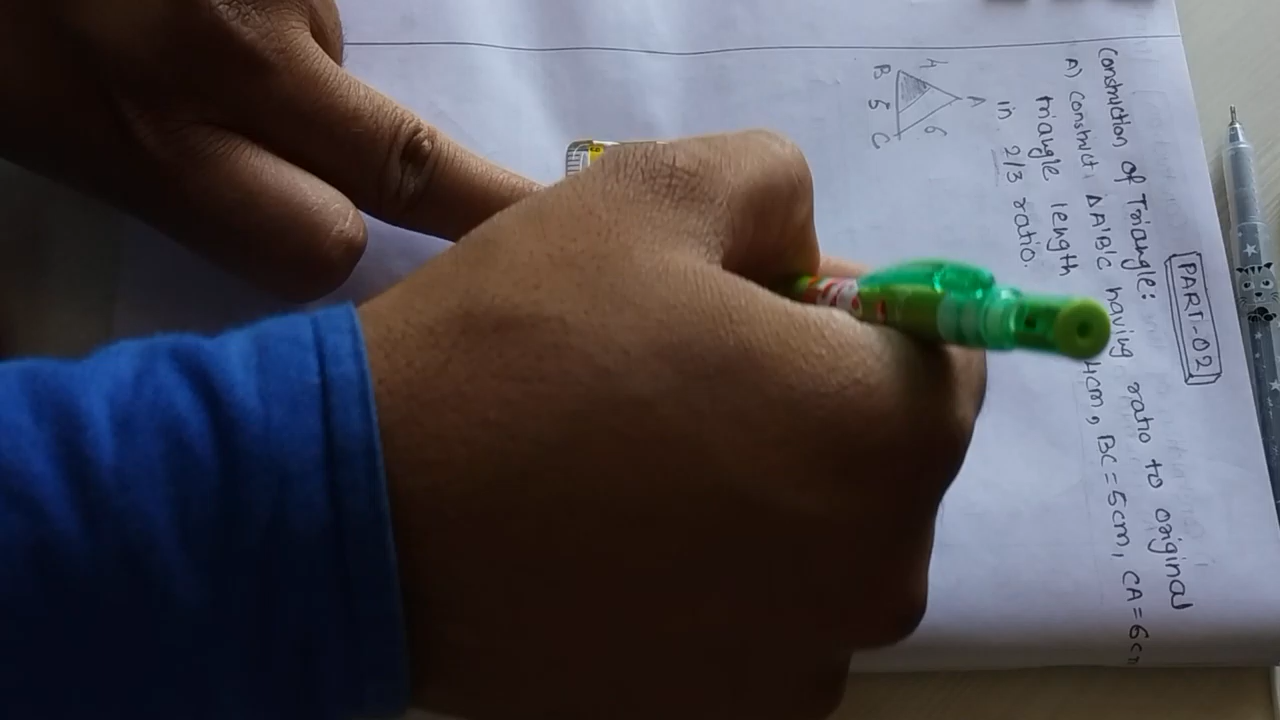 PART-02
Construction of Triangle:
ratio to original
A) Construct ΔA'B'C having 4cm, BC=5cm, CA=6c
triangle length
in 2/3 ratio.
A
4
6
B
5
C